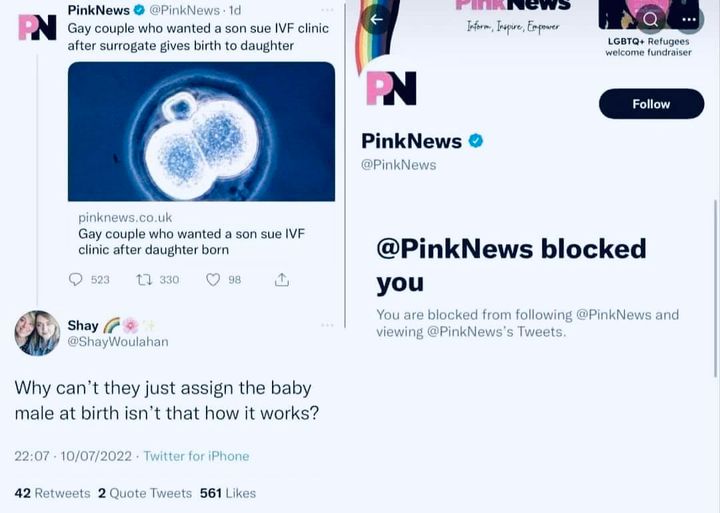 PN
PinkNews @PinkNews · 1d
Gay couple who wanted a son sue IVF clinic
after surrogate gives birth to daughter
pinknews.co.uk
Gay couple who wanted a son sue IVF
clinic after daughter born
523 330 98
Shay
@ShayWoulahan
Why can't they just assign the baby
male at birth isn't that how it works?
22:07 · 10/07/2022 · Twitter for iPhone
42 Retweets 2 Quote Tweets 561 Likes
PinkNews
Inform, Inspire, Empower
LGBTQ+ Refugees
welcome fundraiser
PN
Follow
PinkNews
@PinkNews
@PinkNews blocked
you
You are blocked from following @PinkNews and
viewing @PinkNews's Tweets.